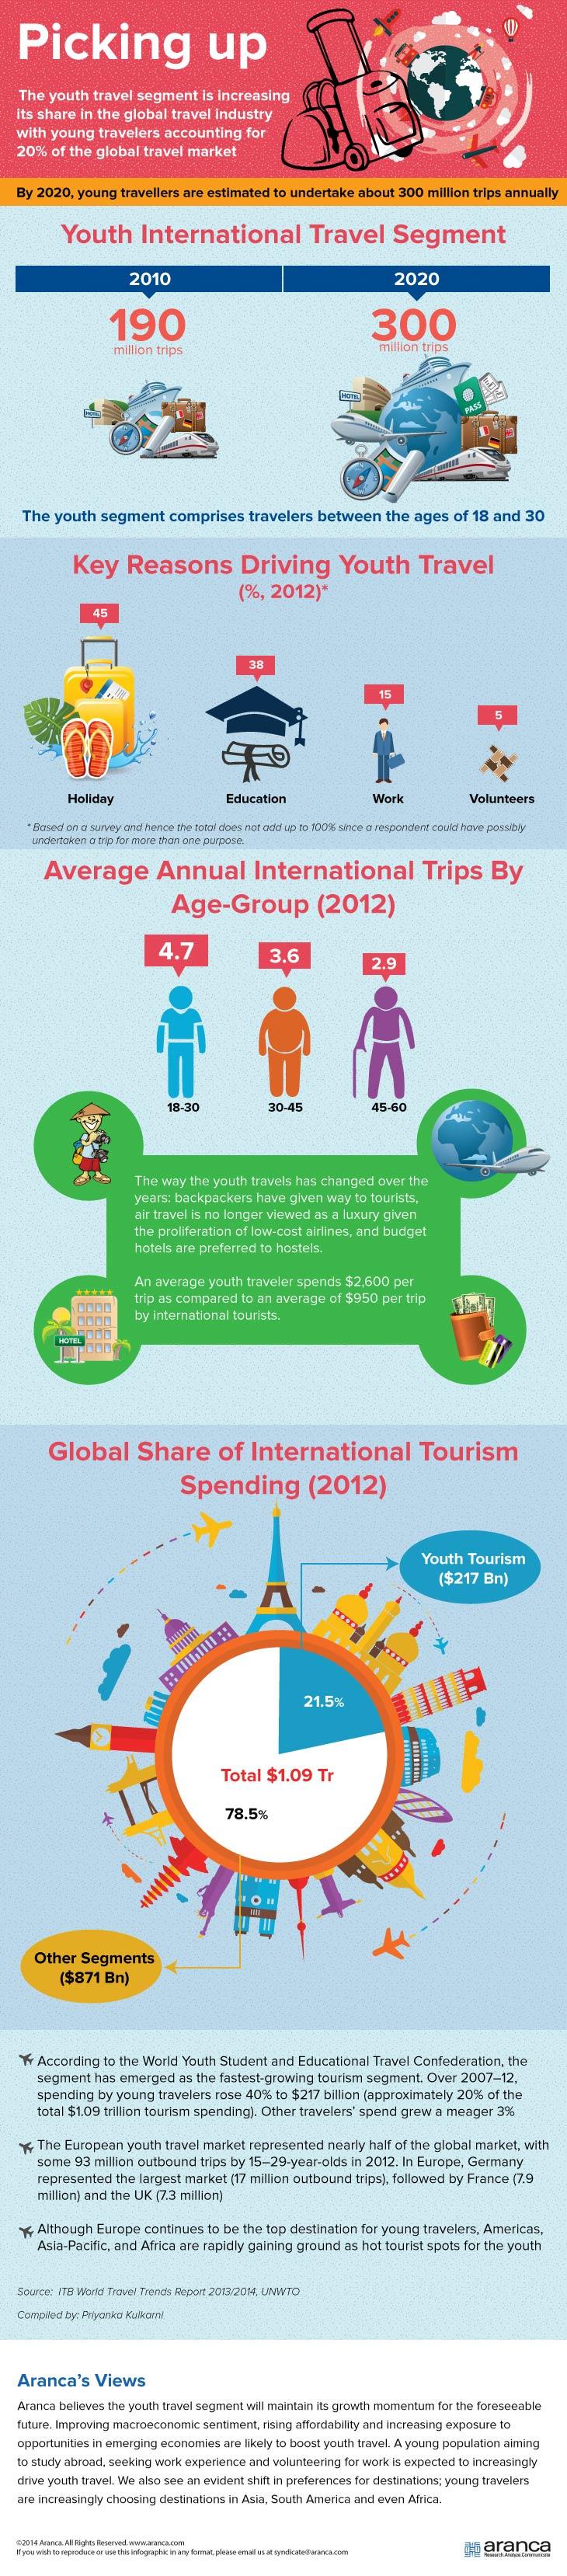 Picking up
The youth travel segment is increasing
its share in the global travel industry
with young travelers accounting for
20% of the global travel market
By 2020, young travellers are estimated to undertake about 300 million trips annually
Youth International Travel Segment
2010
2020
190
million trips
300
million trips
HOTEL
HOTEL
PASS
The youth segment comprises travelers between the ages of 18 and 30
Key Reasons Driving Youth Travel
(%, 2012)*
45
38
15
5
Holiday
Education
Work
Volunteers
* Based on a survey and hence the total does not add up to 100% since a respondent could have possibly
undertaken a trip for more than one purpose.
Average Annual International Trips By
Age-Group (2012)
4.7
3.6
2.9
18-30
30-45
45-60
The way the youth travels has changed over the
years: backpackers have given way to tourists,
air travel is no longer viewed as a luxury given
the proliferation of low-cost airlines, and budget
hotels are preferred to hostels.
An average youth traveler spends $2,600 per
trip as compared to an average of $950 per trip
by international tourists.
HOTEL
Global Share of International Tourism
Spending (2012)
Youth Tourism
($217 Bn)
21.5%
Total $1.09 Tr
78.5%
Other Segments
($871 Bn)
According to the World Youth Student and Educational Travel Confederation, the
segment has emerged as the fastest-growing tourism segment. Over 2007–12,
spending by young travelers rose 40% to $217 billion (approximately 20% of the
total $1.09 trillion tourism spending). Other travelers' spend grew a meager 3%
The European youth travel market represented nearly half of the global market, with
some 93 million outbound trips by 15–29-year-olds in 2012. In Europe, Germany
represented the largest market (17 million outbound trips), followed by France (7.9
million) and the UK (7.3 million)
Although Europe continues to be the top destination for young travelers, Americas,
Asia-Pacific, and Africa are rapidly gaining ground as hot tourist spots for the youth
Source: ITB World Travel Trends Report 2013/2014, UNWTO
Compiled by: Priyanka Kulkarni
Aranca's Views
Aranca believes the youth travel segment will maintain its growth momentum for the foreseeable
future. Improving macroeconomic sentiment, rising affordability and increasing exposure to
opportunities in emerging economies are likely to boost youth travel. A young population aiming
to study abroad, seeking work experience and volunteering for work is expected to increasingly
drive youth travel. We also see an evident shift in preferences for destinations; young travelers
are increasingly choosing destinations in Asia, South America and even Africa.
©2014 Aranca. All Rights Reserved. www.aranca.com
If you wish to reproduce or use this infographic in any format, please email us at syndicate@aranca.com
aranca
Research.Analyse.Communicate